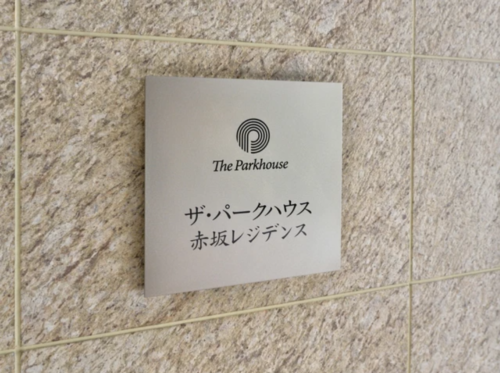 The Parkhouse
ザ・パークハウス
赤坂レジデンス